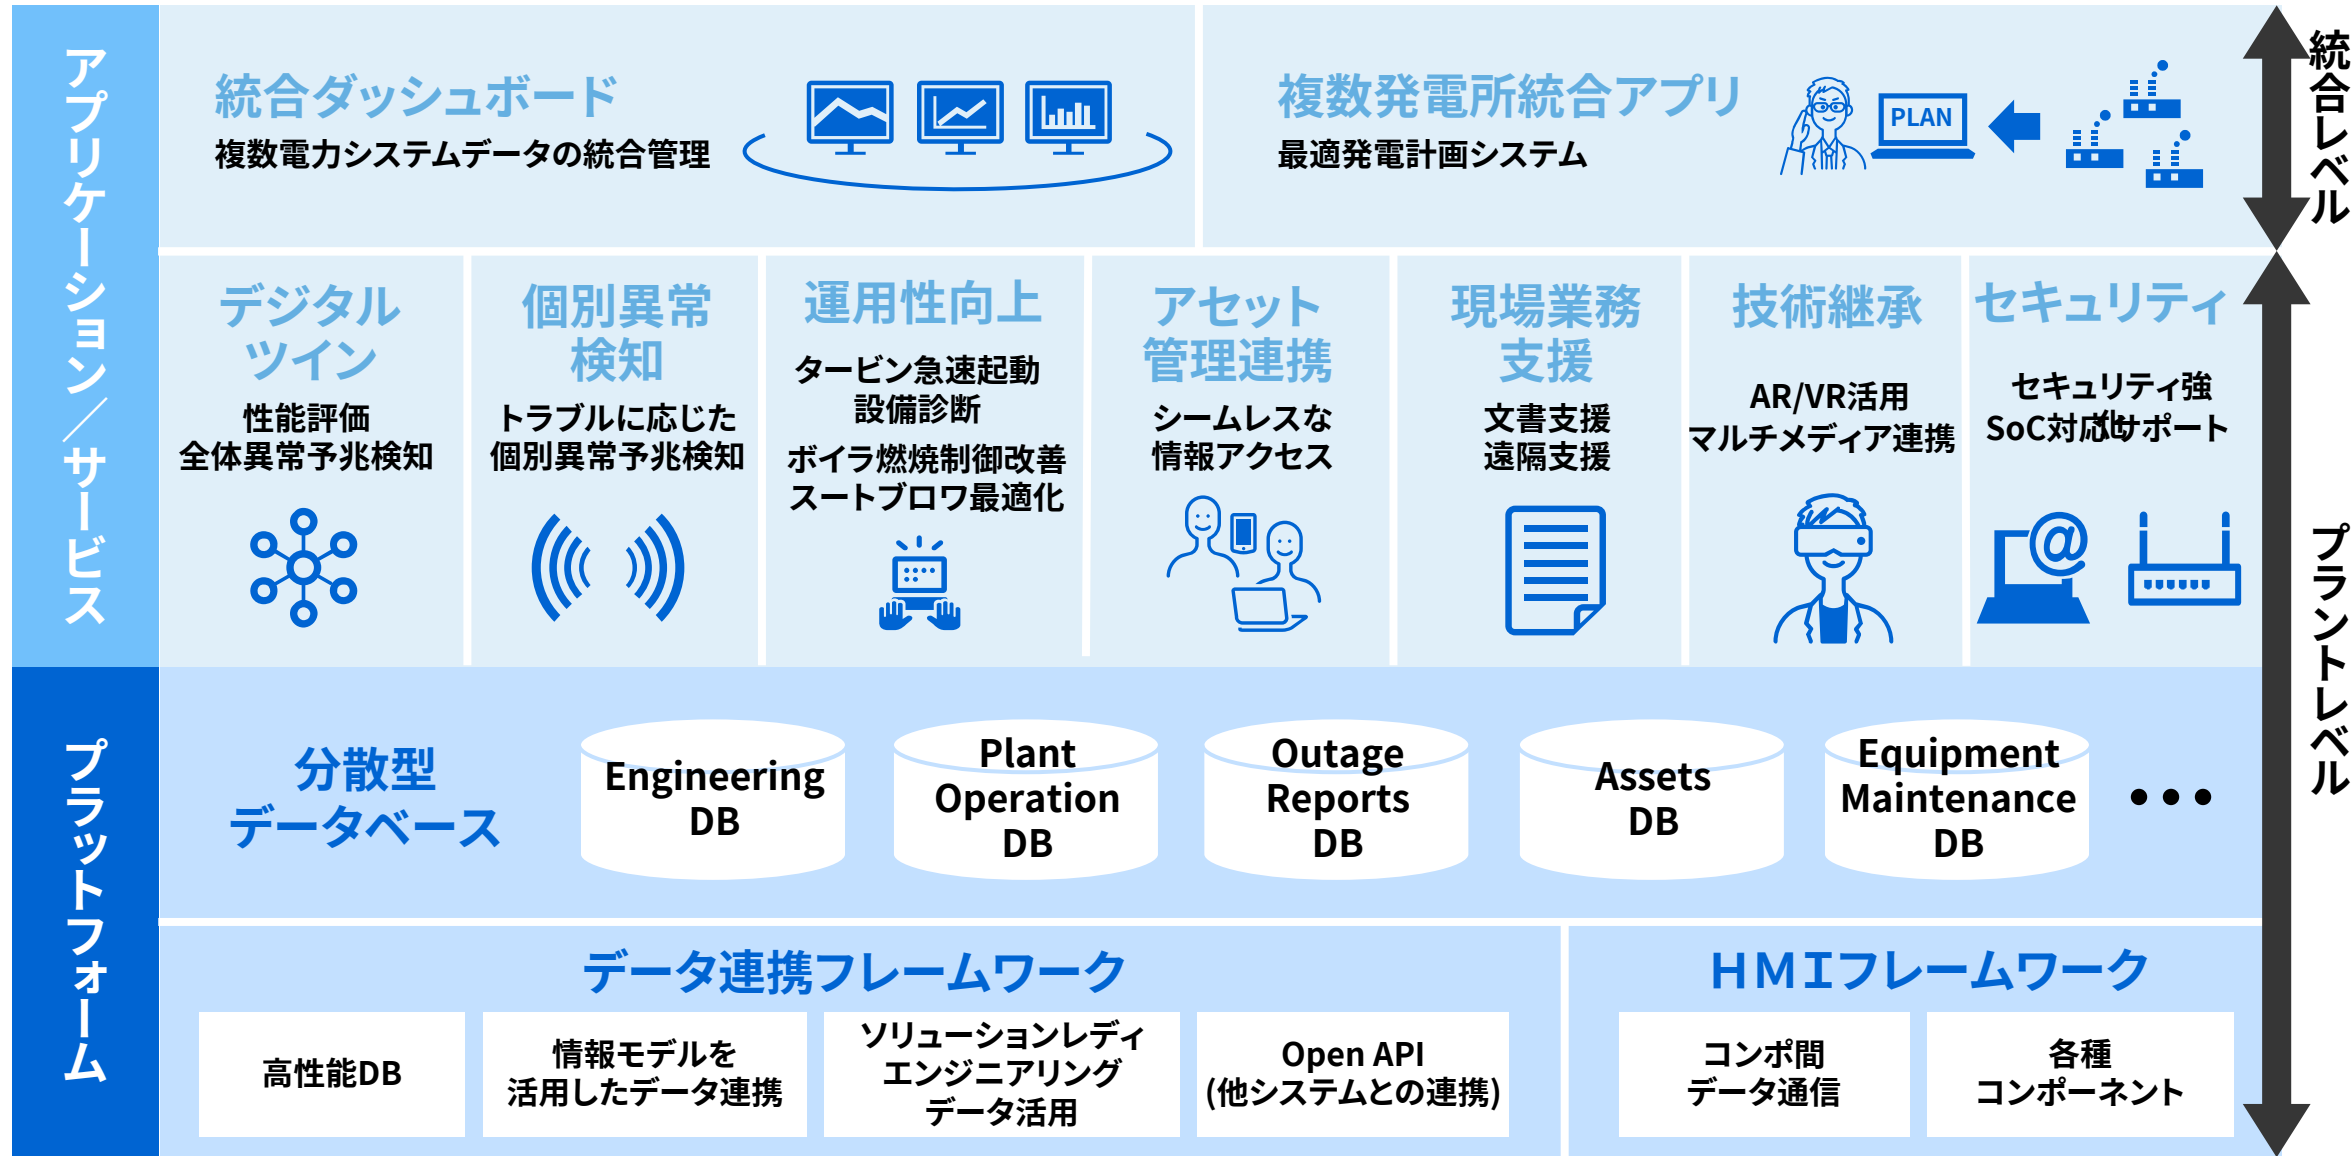 アプリケーション／サービス
統合ダッシュボード
複数電力システムデータの統合管理
複数発電所統合アプリ
最適発電計画システム
PLAN
統合レベル
デジタル
ツイン
性能評価
全体異常予兆検知
個別異常
検知
トラブルに応じた
個別異常予兆検知
運用性向上
タービン急速起動
設備診断
ボイラ燃焼制御改善
スートブロワ最適化
アセット
管理連携
シームレスな
情報アクセス
現場業務
支援
文書支援
遠隔支援
技術継承
AR/VR活用
マルチメディア連携
セキュリティ
セキュリティ強
化
SoC対応サポート
@
プラントレベル
プラットフォーム
分散型
データベース
Engineering
DB
Plant
Operation
DB
Outage
Reports
DB
Assets
DB
Equipment
Maintenance
DB
•••
データ連携フレームワーク
高性能DB
情報モデルを
活用したデータ連携
ソリューションレディ
エンジニアリング
データ活用
Open API
(他システムとの連携)
ＨＭＩフレームワーク
コンポ間
データ通信
各種
コンポーネント